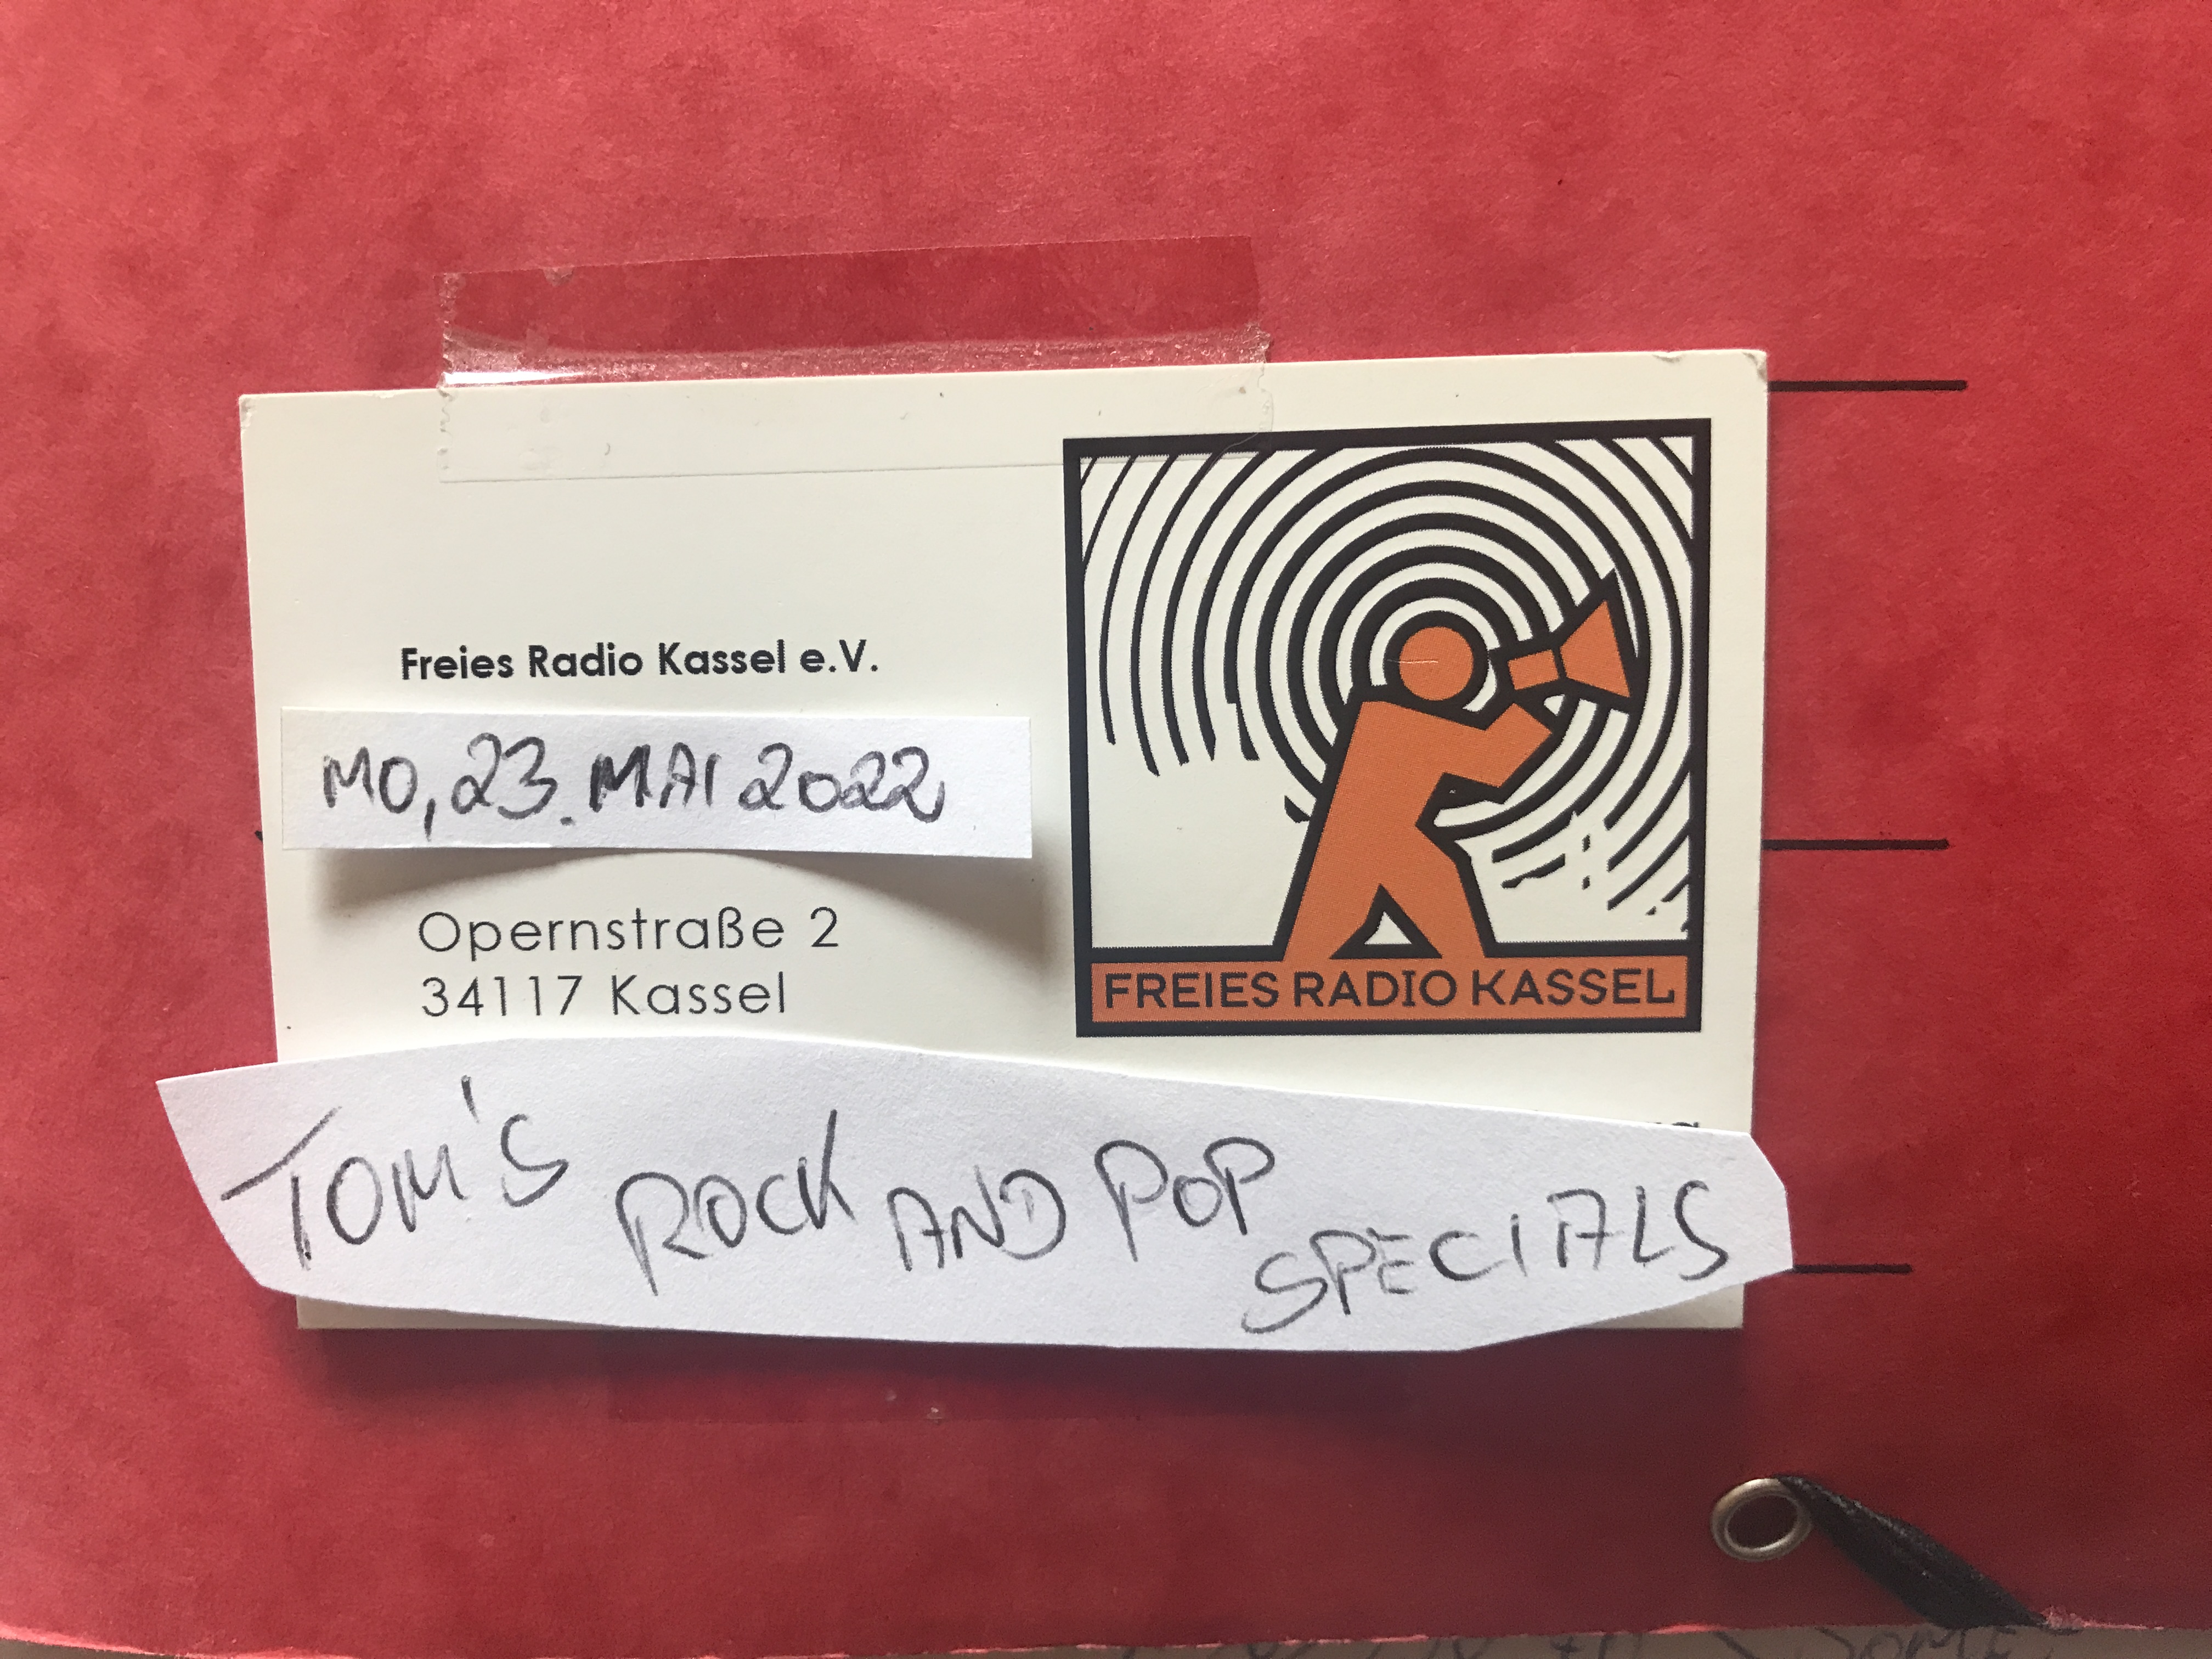 Freies Radio Kassel e.V.
MO, 23. MAI 2022
Opernstraße 2
34117 Kassel
FREIES RADIO KASSEL
TOM'S ROCK AND POP
SPECIALS